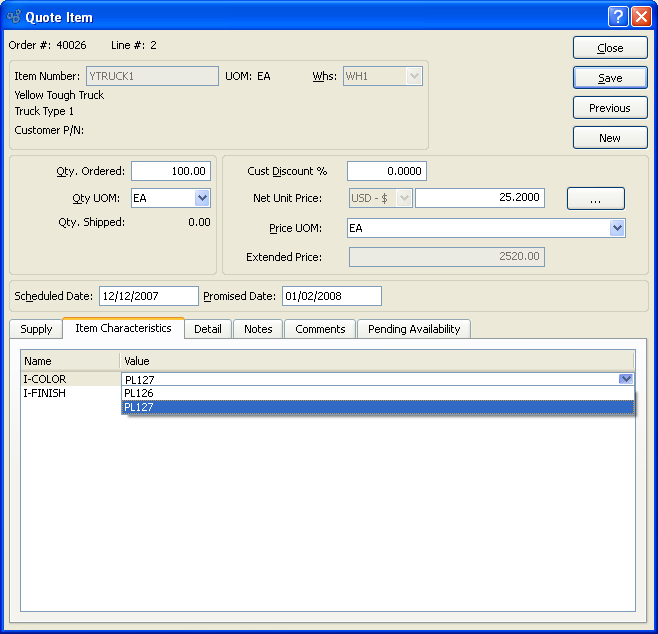 Quote Item
Order #: 40026 Line #: 2
Close
Item Number: YTRUCK1 UOM: EA Whs: WH1
Save
Yellow Tough Truck
Truck Type 1
Previous
Customer P/N:
New
Qty. Ordered: 100.00 Cust Discount % 0.0000
Qty UOM: EA Net Unit Price: USD - $ 25.2000 ...
Qty. Shipped: 0.00 Price UOM: EA
Extended Price: 2520.00
Scheduled Date: 12/12/2007 Promised Date: 01/02/2008
Supply Item Characteristics Detail Notes Comments Pending Availability
Name Value
I-COLOR PL127
I-FINISH PL126
PL127